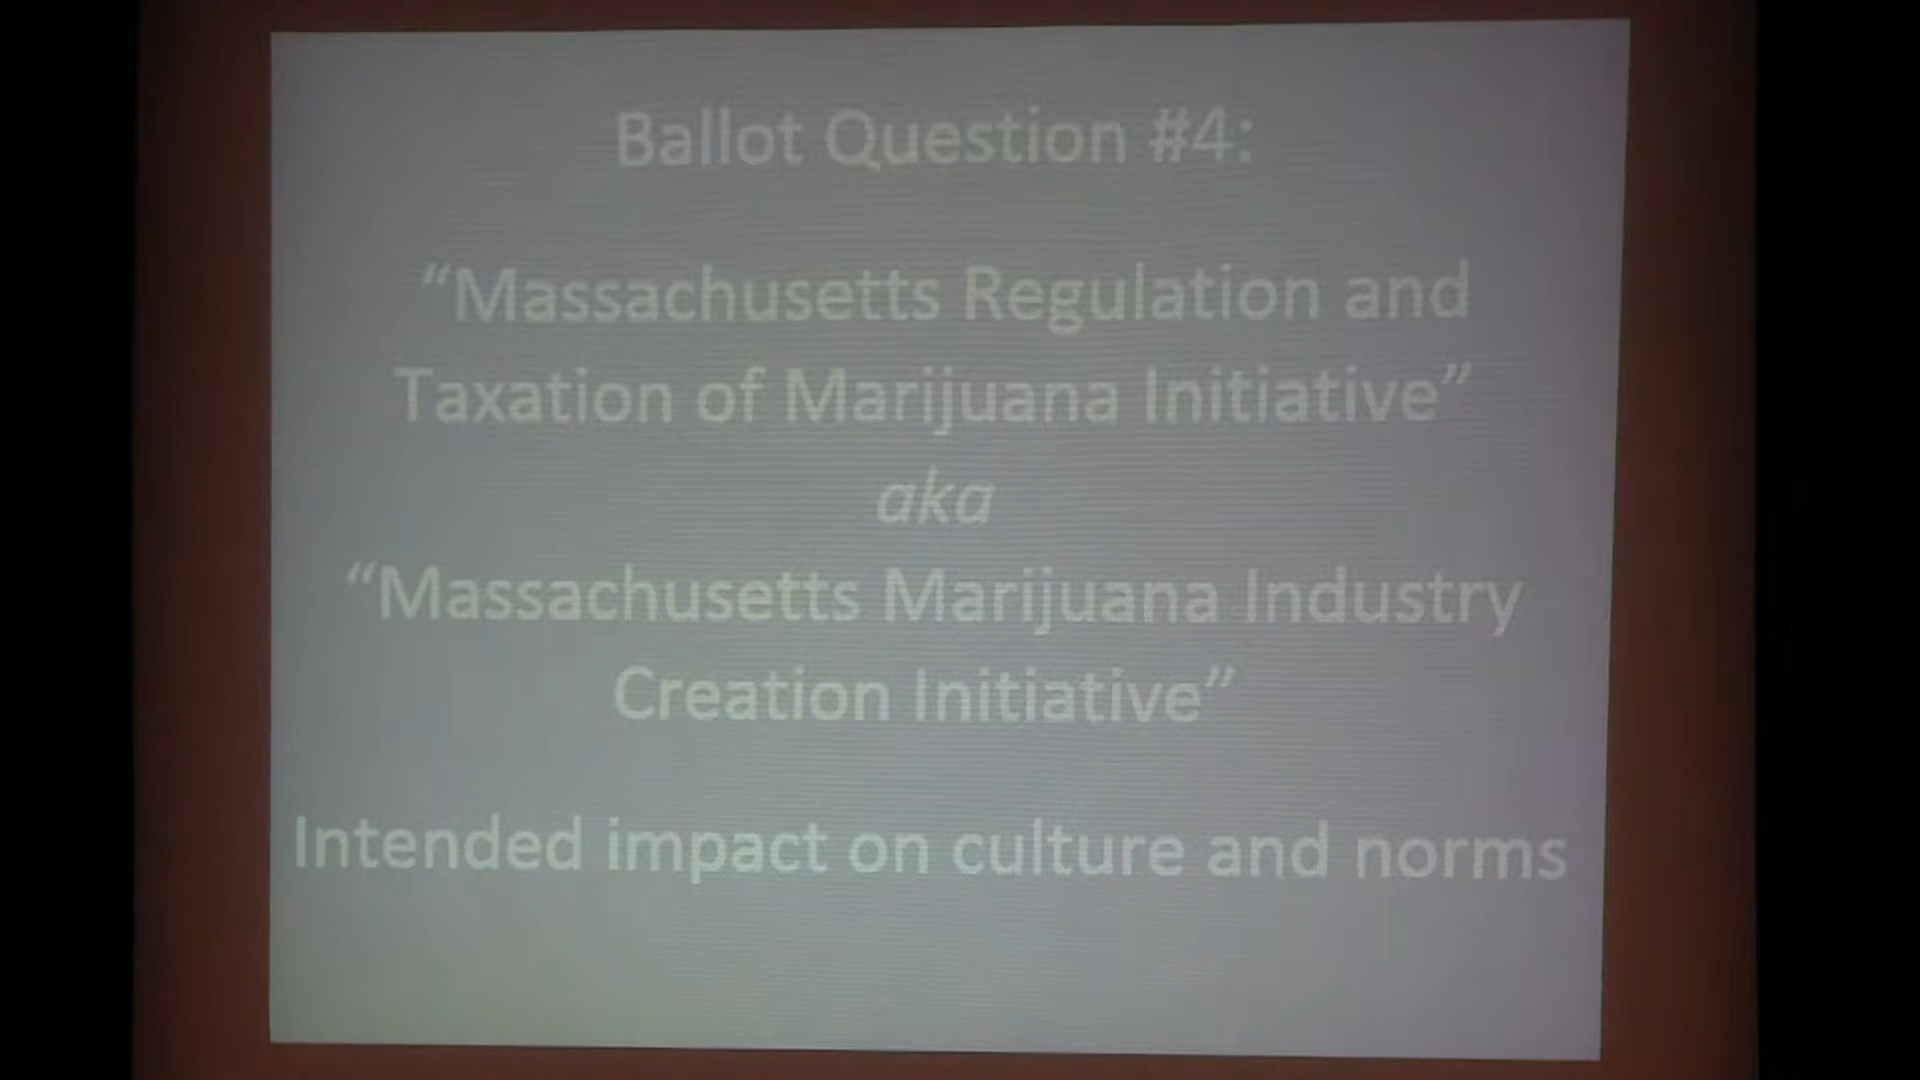 Ballot Question #4:
“Massachusetts Regulation and
Taxation of Marijuana Initiative”
aka
“Massachusetts Marijuana Industry
Creation Initiative”
Intended impact on culture and norms